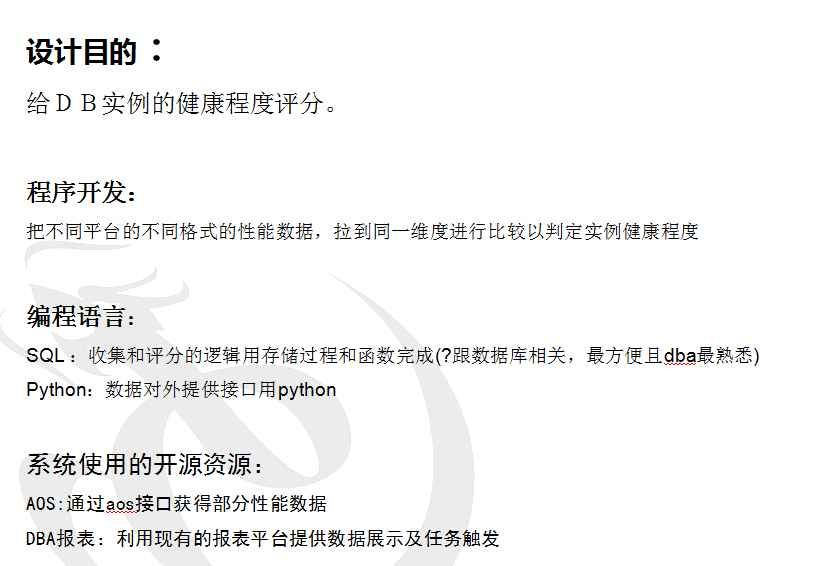 设计目的：
给ＤＢ实例的健康程度评分。
程序开发：
把不同平台的不同格式的性能数据，拉到同一维度进行比较以判定实例健康程度
编程语言：
SQL：收集和评分的逻辑用存储过程和函数完成(?跟数据库相关，最方便且dba最熟悉)
Python：数据对外提供接口用python
系统使用的开源资源：
AOS:通过aos接口获得部分性能数据
DBA报表：利用现有的报表平台提供数据展示及任务触发